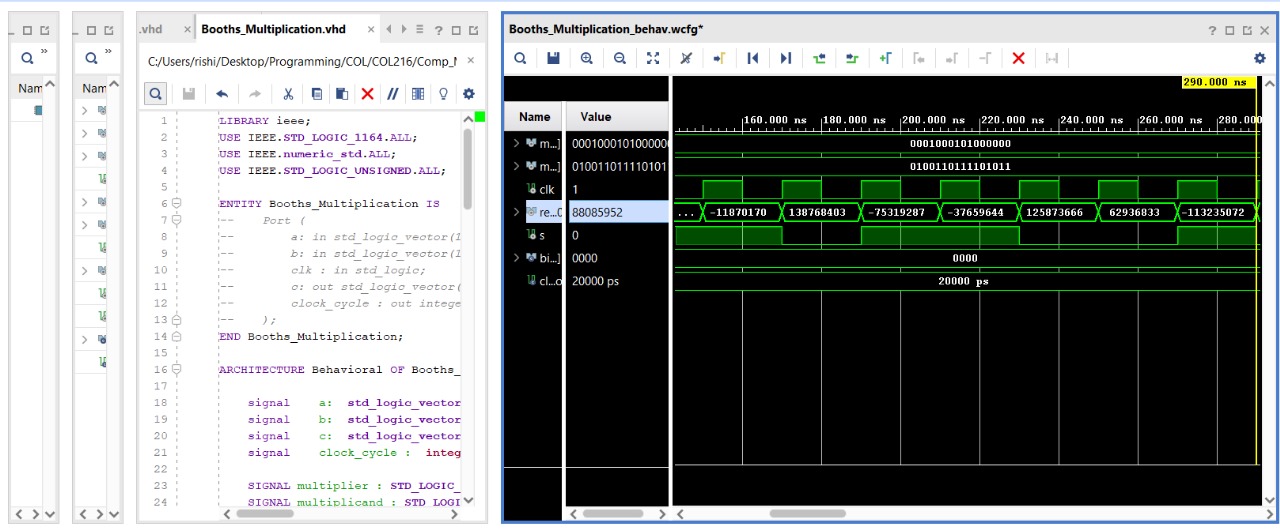 Nam
Nam
.vhd
Booths_Multiplication.vhd
C:/Users/rishi/Desktop/Programming/COL/COL216/Comp_
1 LIBRARY ieee;
2 USE IEEE.STD_LOGIC_1164.ALL;
3 USE IEEE.numeric_std.ALL;
4 USE IEEE.STD_LOGIC_UNSIGNED.ALL;
5
6 ENTITY Booths_Multiplication IS
7 -- Port (
8 -- a: in std_logic_vector(1
9 -- b: in std_logic_vector(1
10 -- clk : in std_logic;
11 -- c: out std_logic_vector(
12 -- clock_cycle : out intege
13 -- );
14 END Booths_Multiplication;
15
16 ARCHITECTURE Behavioral OF Booths_
17
18 signal a: std_logic_vector
19 signal b: std_logic_vector
20 signal c: std_logic_vector
21 signal clock_cycle : integ
22
23 SIGNAL multiplier : STD_LOGIC_
24 SIGNAL multiplicand : STD_LOGI
Booths_Multiplication_behav.wcfg*
290.000 ns
Name Value
160.000 ns 180.000 ns 200.000 ns 220.000 ns 240.000 ns 260.000 ns 280.000
m...] 0001000101000000 0001000101000000
m...] 010011011110101 0100110111101011
clk 1
re... 88085952 ... -11870170 138768403 -75319287 -37659644 125873666 62936833 -113235072
s 0
bi...] 0000 0000
cl...o 20000 ps 20000 ps